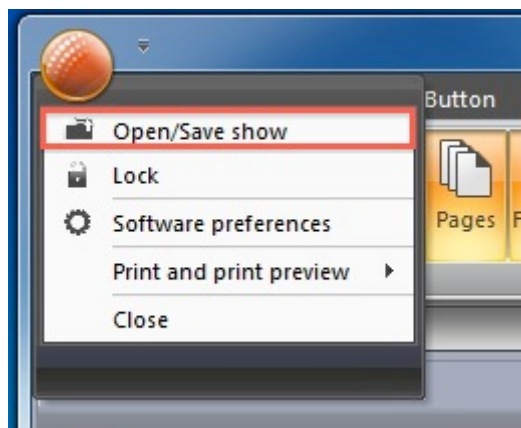 Button
Open/Save show
Lock
Pages
Software preferences
Print and print preview
Close